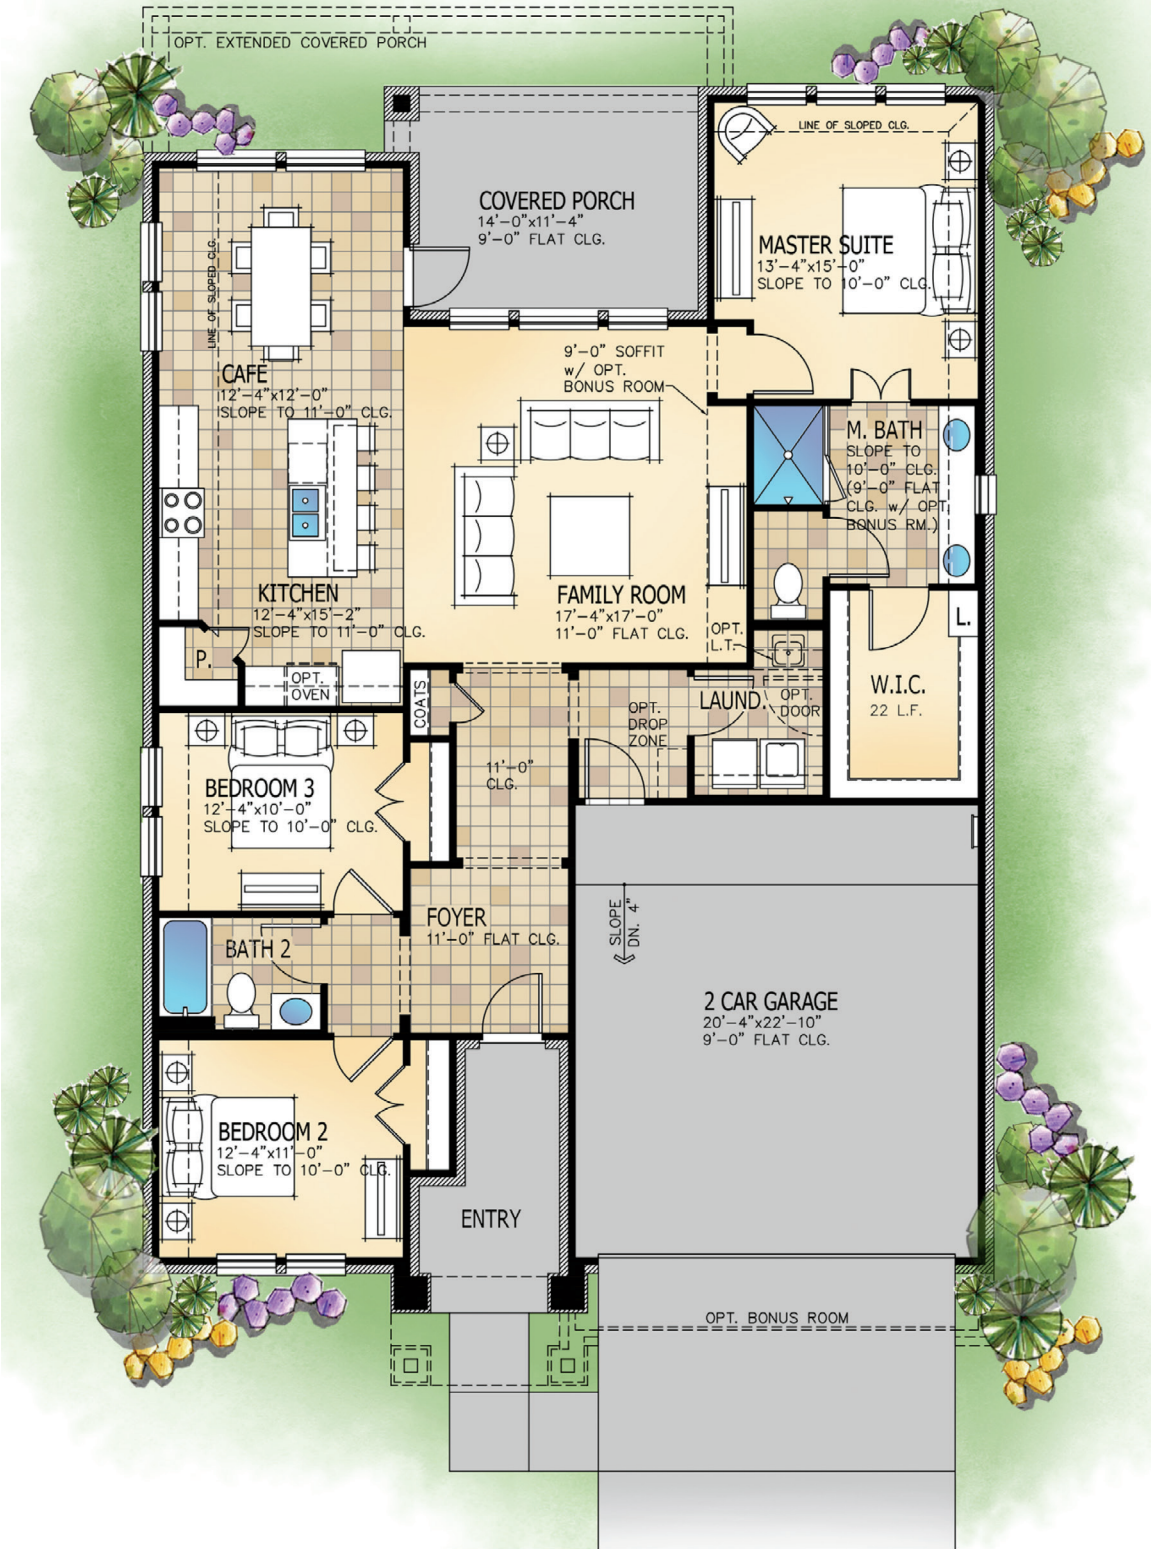 OPT. EXTENDED COVERED PORCH
LINE OF SLOPED CLG.
COVERED PORCH
14'-0"x11'-4"
9'-0" FLAT CLG.
MASTER SUITE
13'-4"x15'-0"
SLOPE TO 10'-0" CLG.
LINE OF SLOPED CLG.
CAFE
12'-4"x12'-0"
SLOPE TO 11'-0" CLG.
9'-0" SOFFIT
w/ OPT.
BONUS ROOM
M. BATH
SLOPE TO
10'-0" CLG.
(9'-0" FLAT
CLG. w/ OPT.
BONUS RM.)
KITCHEN
12'-4"x15'-2"
SLOPE TO 11'-0" CLG.
FAMILY ROOM
17'-4"x17'-0"
11'-0" FLAT CLG.
OPT.
L.T.
L.
P.
OPT.
OVEN
COATS
LAUND.
OPT.
DOOR
W.I.C.
22 L.F.
OPT.
DROP
ZONE
11'-0"
CLG.
BEDROOM 3
12'-4"x10'-0"
SLOPE TO 10'-0" CLG.
FOYER
11'-0" FLAT CLG.
BATH 2
SLOPE
DN. 4"
2 CAR GARAGE
20'-4"x22'-10"
9'-0" FLAT CLG.
BEDROOM 2
12'-4"x11'-0"
SLOPE TO 10'-0" CLG.
ENTRY
OPT. BONUS ROOM